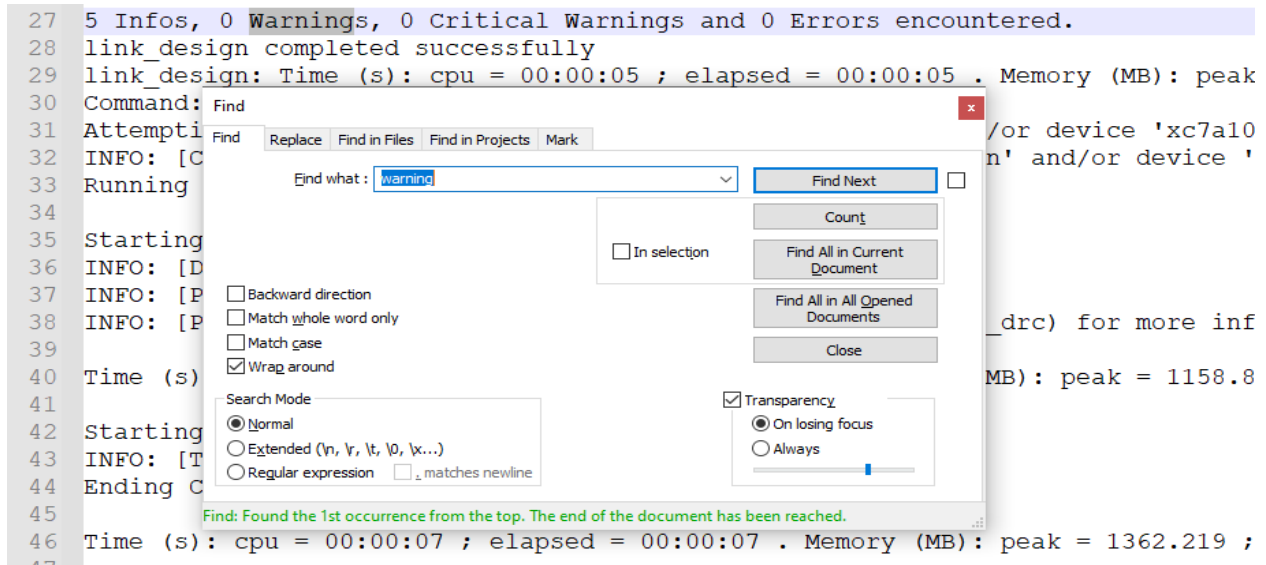 27 5 Infos, 0 Warnings, 0 Critical Warnings and 0 Errors encountered.
28 link_design completed successfully
29 link_design: Time (s): cpu = 00:00:05 ; elapsed = 00:00:05 . Memory (MB): peak
30 Command:
31 Attempti /or device 'xc7a10
32 INFO: [C n' and/or device '
33 Running
34
35 Starting
36 INFO: [D
37 INFO: [P
38 INFO: [P _drc) for more inf
39
40 Time (s) MB): peak = 1158.8
41
42 Starting
43 INFO: [T
44 Ending C
45
46 Time (s): cpu = 00:00:07 ; elapsed = 00:00:07 . Memory (MB): peak = 1362.219 ;
Find
x
Find Replace Find in Files Find in Projects Mark
Find what : warning
Find Next
Count
In selection
Find All in Current
Document
Find All in All Opened
Documents
Close
Backward direction
Match whole word only
Match case
Wrap around
Search Mode
Normal
Extended (\n, \r, \t, \0, \x...)
Regular expression . matches newline
Transparency
On losing focus
Always
Find: Found the 1st occurrence from the top. The end of the document has been reached.